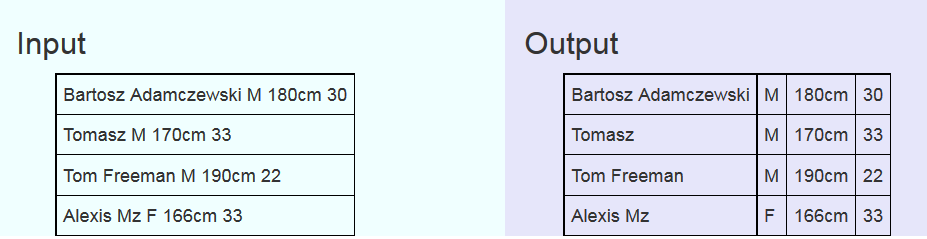 Input
Bartosz Adamczewski M 180cm 30
Tomasz M 170cm 33
Tom Freeman M 190cm 22
Alexis Mz F 166cm 33
Output
Bartosz Adamczewski M 180cm 30
Tomasz M 170cm 33
Tom Freeman M 190cm 22
Alexis Mz F 166cm 33